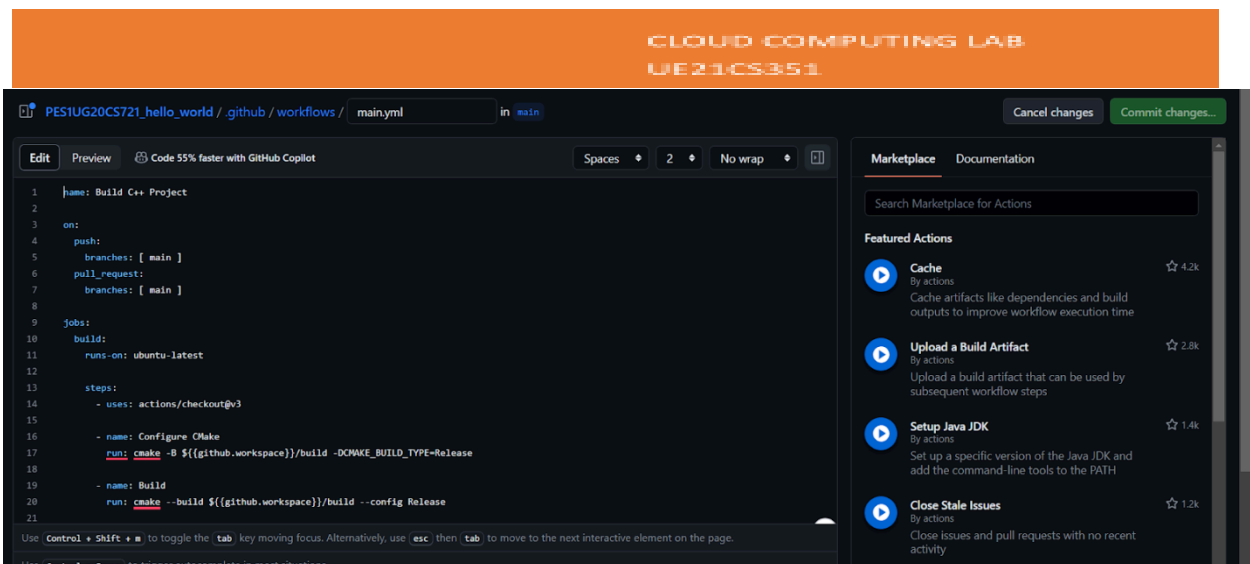 CLOUD COMPUTING LAB
UE21CS351
PES1UG20CS721_hello_world / .github / workflows / main.yml in main
Cancel changes
Commit changes...
Edit
Preview
Code 55% faster with GitHub Copilot
Spaces
2
No wrap
1 name: Build C++ Project
2
3 on:
4 push:
5 branches: [ main ]
6 pull_request:
7 branches: [ main ]
8
9 jobs:
10 build:
11 runs-on: ubuntu-latest
12
13 steps:
14 - uses: actions/checkout@v3
15
16 - name: Configure CMake
17 run: cmake -B ${{github.workspace}}/build -DCMAKE_BUILD_TYPE=Release
18
19 - name: Build
20 run: cmake --build ${{github.workspace}}/build --config Release
21
Use Control + Shift + m to toggle the tab key moving focus. Alternatively, use esc then tab to move to the next interactive element on the page.
to trigger autocomplete in most situations
Marketplace
Documentation
Search Marketplace for Actions
Featured Actions
Cache
4.2k
By actions
Cache artifacts like dependencies and build
outputs to improve workflow execution time
Upload a Build Artifact
2.8k
By actions
Upload a build artifact that can be used by
subsequent workflow steps
Setup Java JDK
1.4k
By actions
Set up a specific version of the Java JDK and
add the command-line tools to the PATH
Close Stale Issues
1.2k
By actions
Close issues and pull requests with no recent
activity